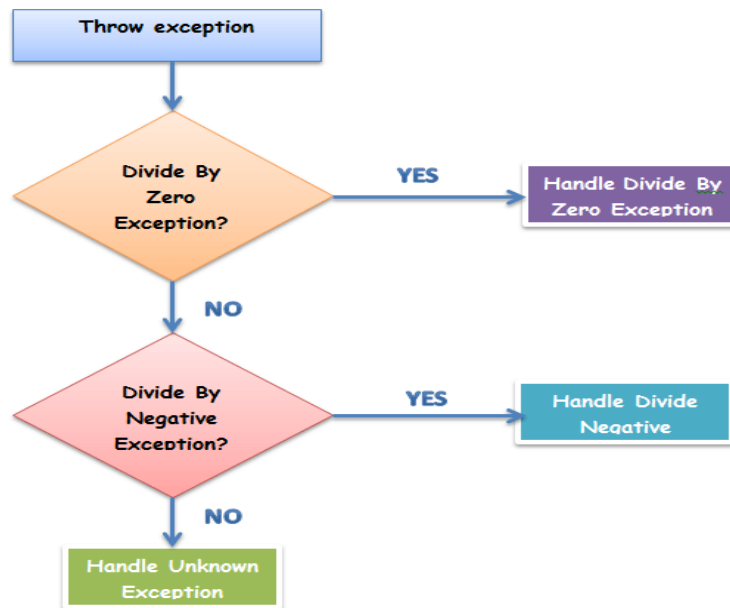 Throw exception
Divide By
Zero
Exception?
YES
Handle Divide By
Zero Exception
NO
Divide By
Negative
Exception?
YES
Handle Divide
Negative
NO
Handle Unknown
Exception